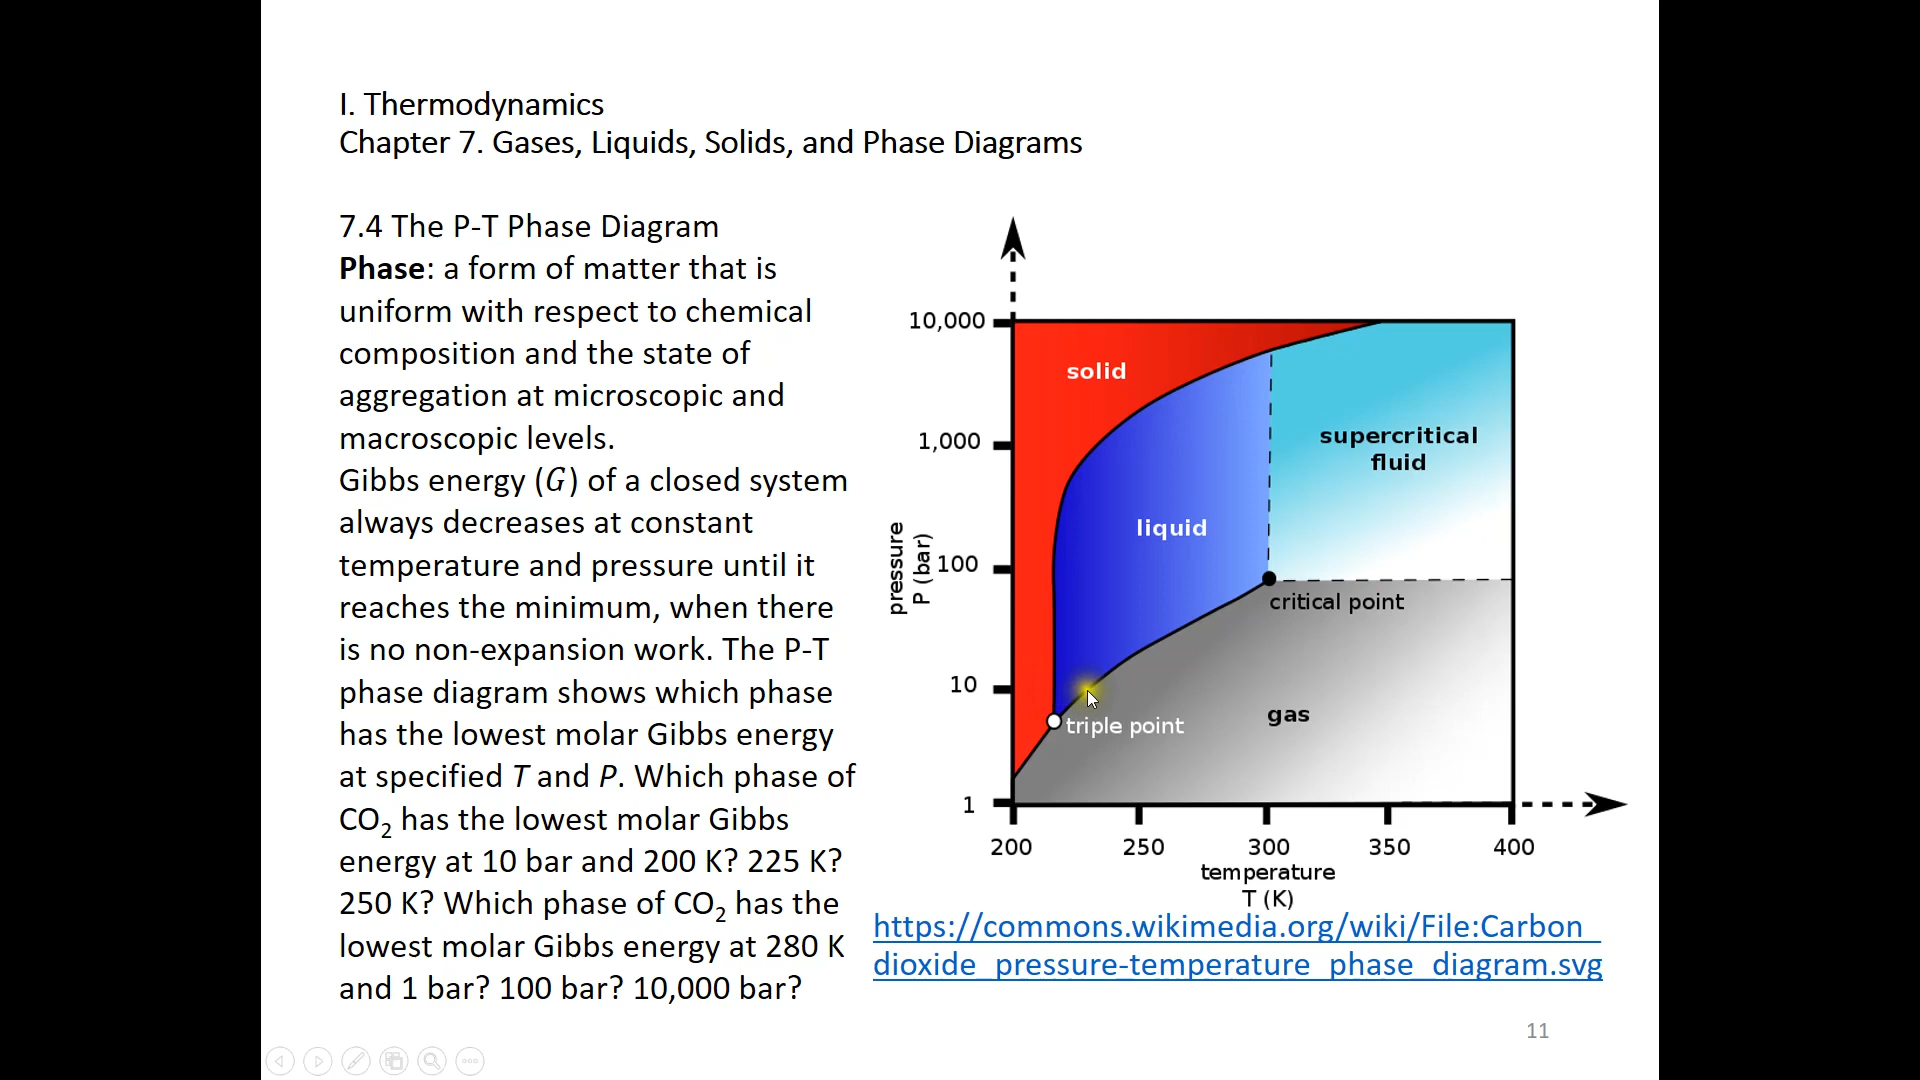 I. Thermodynamics
Chapter 7. Gases, Liquids, Solids, and Phase Diagrams
7.4 The P-T Phase Diagram
Phase: a form of matter that is
uniform with respect to chemical
composition and the state of
aggregation at microscopic and
macroscopic levels.
Gibbs energy (G) of a closed system
always decreases at constant
temperature and pressure until it
reaches the minimum, when there
is no non-expansion work. The P-T
phase diagram shows which phase
has the lowest molar Gibbs energy
at specified T and P. Which phase of
CO2 has the lowest molar Gibbs
energy at 10 bar and 200 K? 225 K?
250 K? Which phase of CO2 has the
lowest molar Gibbs energy at 280 K
and 1 bar? 100 bar? 10,000 bar?
10,000
1,000
100
10
1
pressure
P (bar)
solid
liquid
supercritical
fluid
critical point
triple point
gas
200 250 300 350 400
temperature
T (K)
https://commons.wikimedia.org/wiki/File:Carbon_
dioxide_pressure-temperature_phase_diagram.svg
11